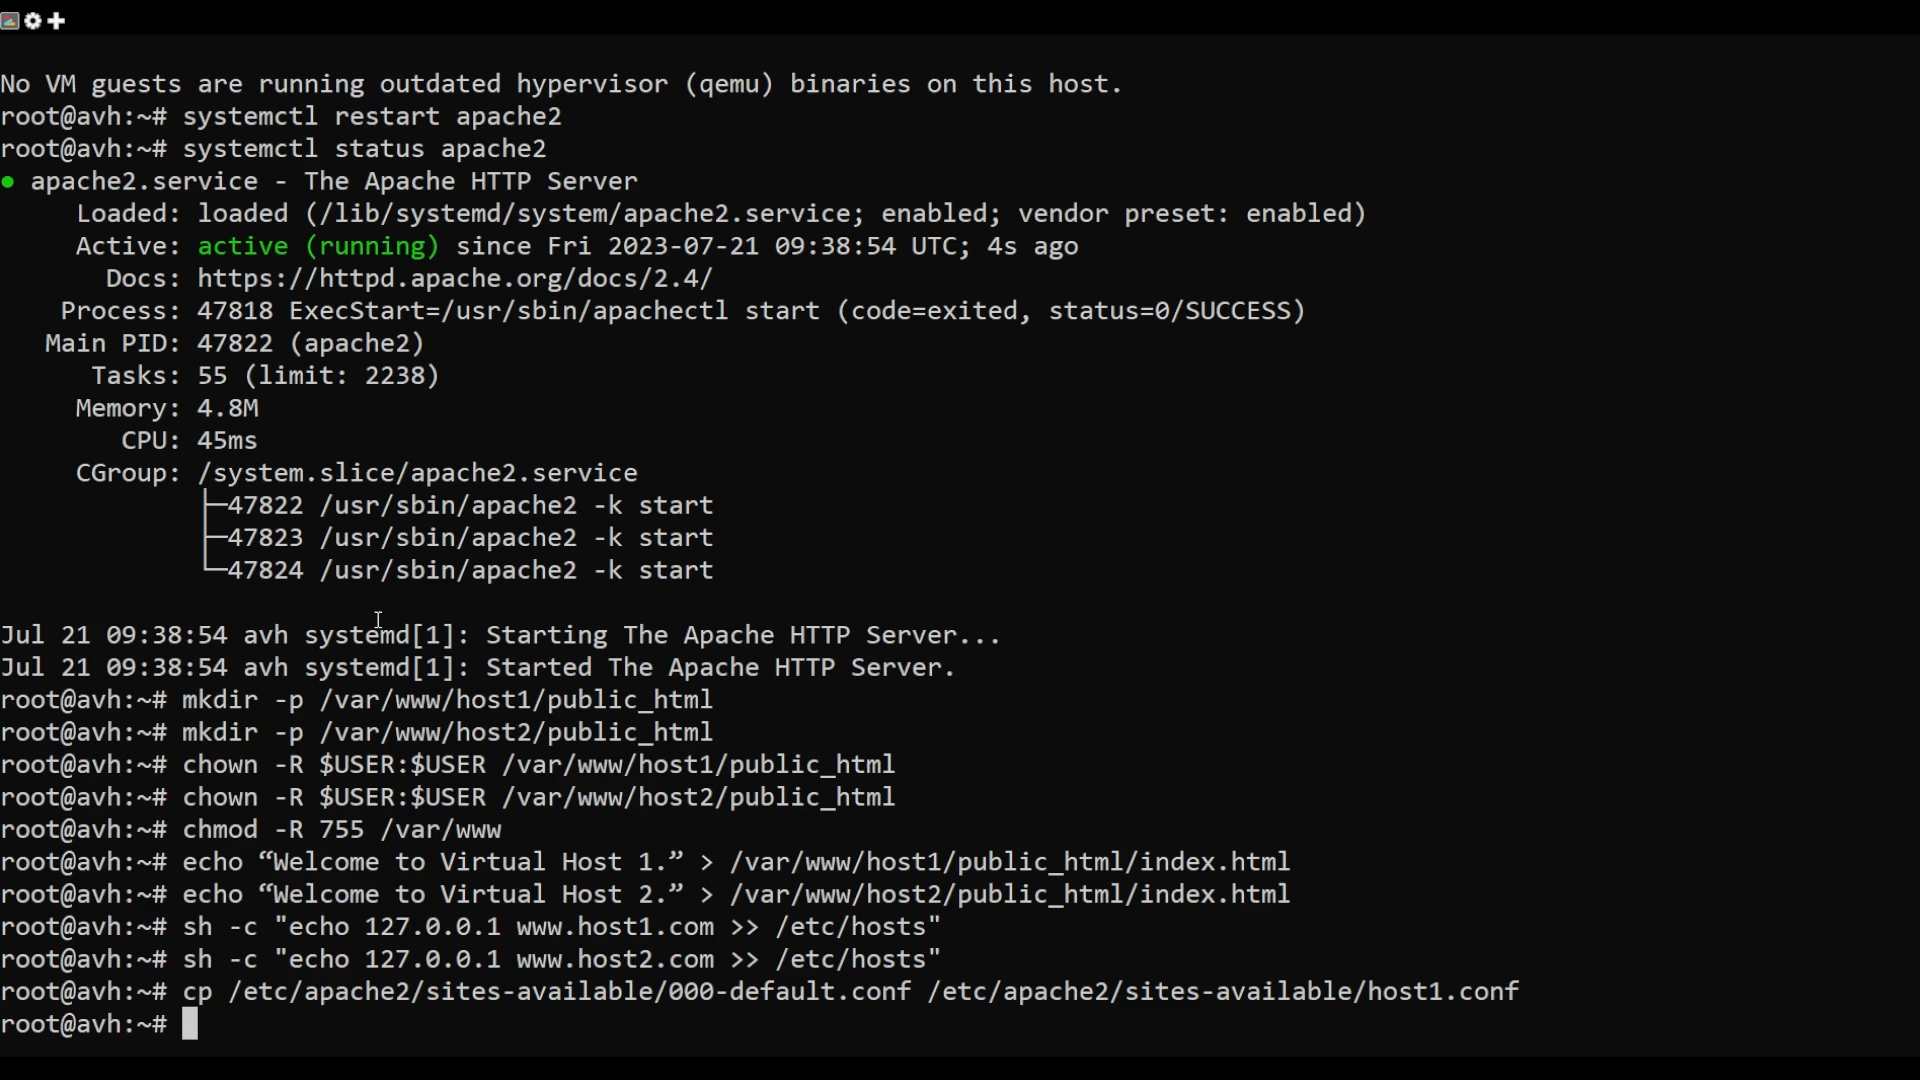 No VM guests are running outdated hypervisor (qemu) binaries on this host.
root@avh:~# systemctl restart apache2
root@avh:~# systemctl status apache2
● apache2.service - The Apache HTTP Server
     Loaded: loaded (/lib/systemd/system/apache2.service; enabled; vendor preset: enabled)
     Active: active (running) since Fri 2023-07-21 09:38:54 UTC; 4s ago
       Docs: https://httpd.apache.org/docs/2.4/
    Process: 47818 ExecStart=/usr/sbin/apachectl start (code=exited, status=0/SUCCESS)
   Main PID: 47822 (apache2)
      Tasks: 55 (limit: 2238)
     Memory: 4.8M
        CPU: 45ms
     CGroup: /system.slice/apache2.service
             ├─47822 /usr/sbin/apache2 -k start
             ├─47823 /usr/sbin/apache2 -k start
             └─47824 /usr/sbin/apache2 -k start
Jul 21 09:38:54 avh systemd[1]: Starting The Apache HTTP Server...
Jul 21 09:38:54 avh systemd[1]: Started The Apache HTTP Server.
root@avh:~# mkdir -p /var/www/host1/public_html
root@avh:~# mkdir -p /var/www/host2/public_html
root@avh:~# chown -R $USER:$USER /var/www/host1/public_html
root@avh:~# chown -R $USER:$USER /var/www/host2/public_html
root@avh:~# chmod -R 755 /var/www
root@avh:~# echo “Welcome to Virtual Host 1.” > /var/www/host1/public_html/index.html
root@avh:~# echo “Welcome to Virtual Host 2.” > /var/www/host2/public_html/index.html
root@avh:~# sh -c "echo 127.0.0.1 www.host1.com >> /etc/hosts"
root@avh:~# sh -c "echo 127.0.0.1 www.host2.com >> /etc/hosts"
root@avh:~# cp /etc/apache2/sites-available/000-default.conf /etc/apache2/sites-available/host1.conf
root@avh:~#